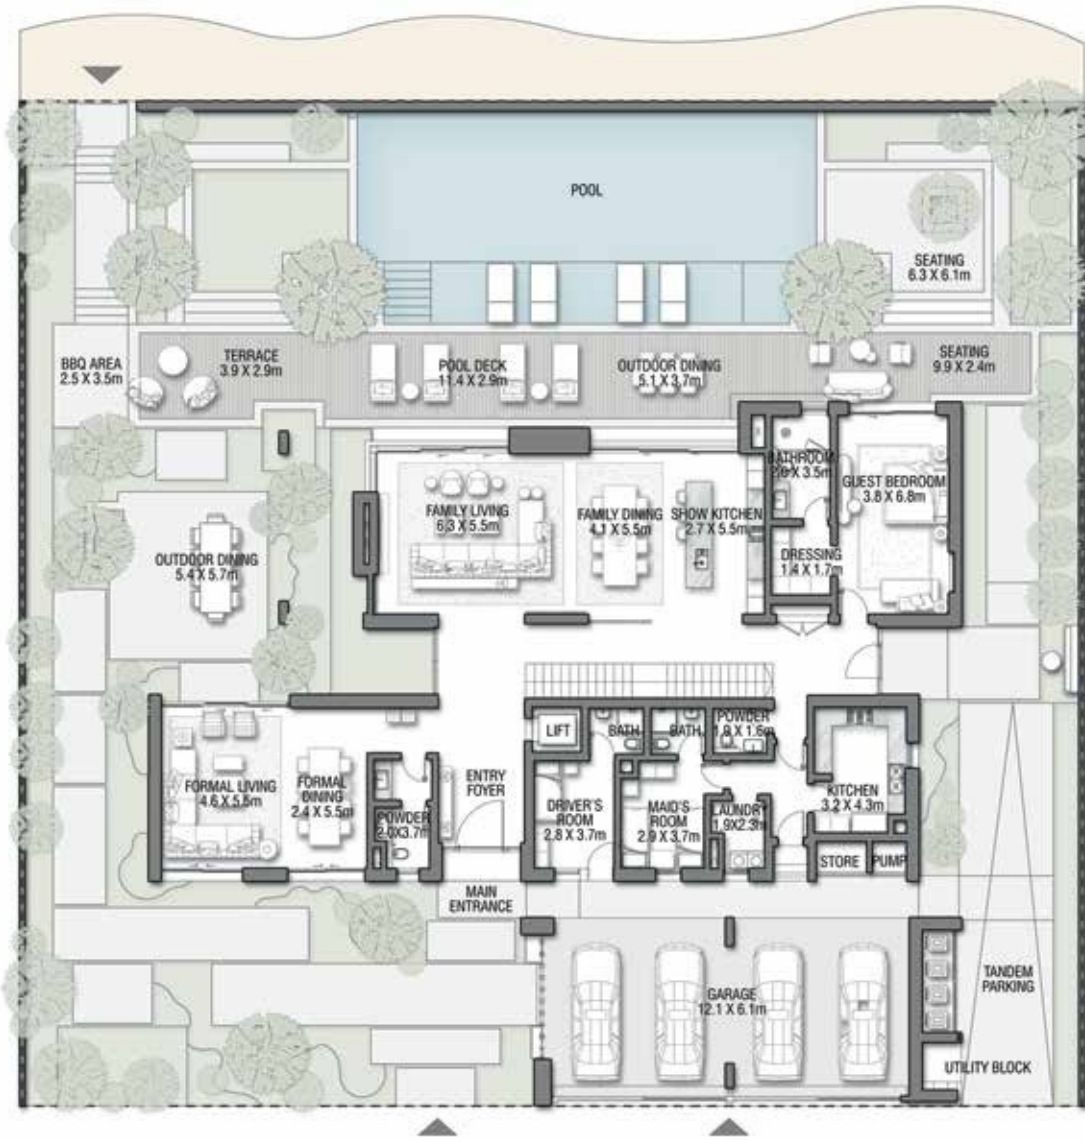 POOL
SEATING
6.3 X 6.1m
BBQ AREA
2.5 X 3.5m
TERRACE
3.9 X 2.9m
POOL DECK
11.4 X 2.9m
OUTDOOR DINING
5.1 X 3.7m
SEATING
9.9 X 2.4m
BATHROOM
2.6 X 3.5m
GUEST BEDROOM
3.8 X 6.8m
FAMILY LIVING
6.3 X 5.5m
FAMILY DINING
4.1 X 5.5m
SHOW KITCHEN
2.7 X 5.5m
OUTDOOR DINING
5.4 X 5.7m
DRESSING
1.4 X 1.7m
LIFT
BATH
BATH
POWDER
1.9 X 1.6m
FORMAL LIVING
4.6 X 5.5m
FORMAL
DINING
2.4 X 5.5m
POWDER
2.0X3.7m
ENTRY
FOYER
DRIVER'S
ROOM
2.8 X 3.7m
MAID'S
ROOM
2.9 X 3.7m
LAUNDRY
1.9X2.3m
KITCHEN
3.2 X 4.3m
STORE
PUMP
MAIN
ENTRANCE
GARAGE
12.1 X 6.1m
TANDEM
PARKING
UTILITY BLOCK